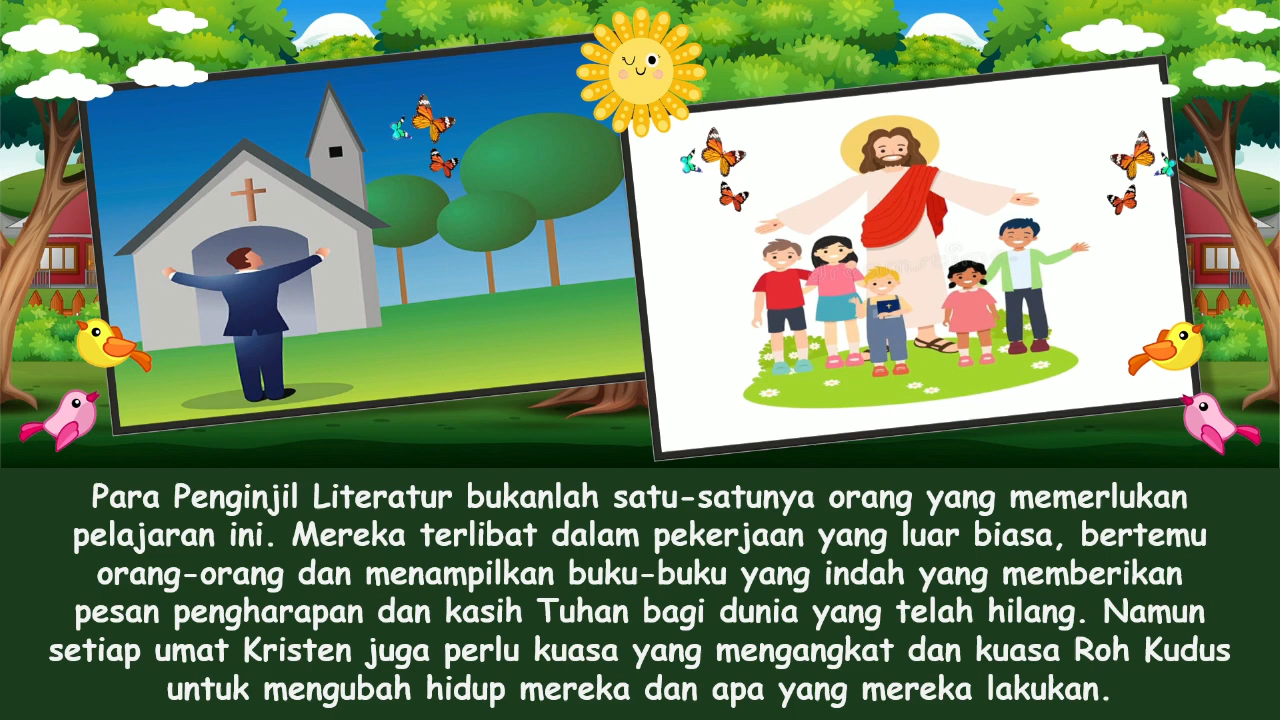 Para Penginjil Literatur bukanlah satu-satunya orang yang memerlukan
pelajaran ini. Mereka terlibat dalam pekerjaan yang luar biasa, bertemu
orang-orang dan menampilkan buku-buku yang indah yang memberikan
pesan pengharapan dan kasih Tuhan bagi dunia yang telah hilang. Namun
setiap umat Kristen juga perlu kuasa yang mengangkat dan kuasa Roh Kudus
untuk mengubah hidup mereka dan apa yang mereka lakukan.